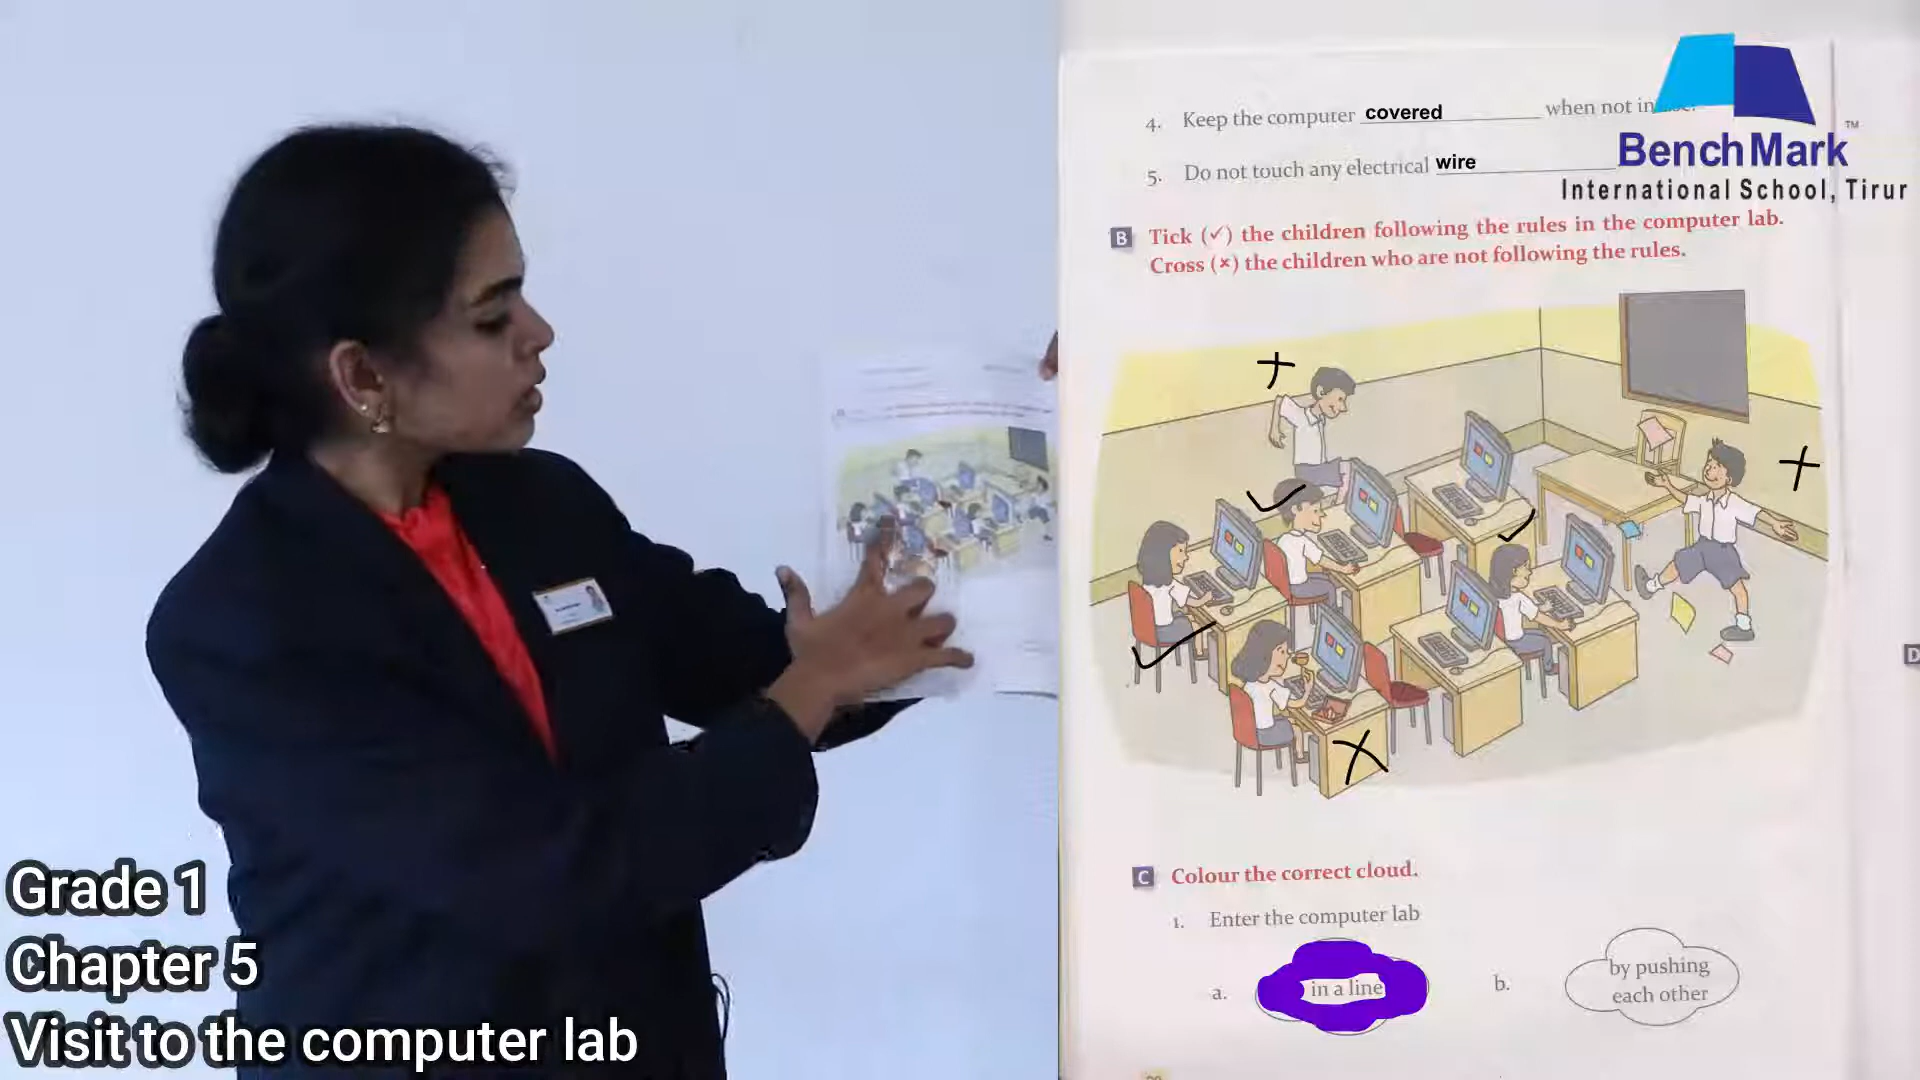 4. Keep the computer covered when not in
5. Do not touch any electrical wire
BenchMark™
International School, Tirur
B Tick (✓) the children following the rules in the computer lab.
Cross (×) the children who are not following the rules.
D
C Colour the correct cloud.
1. Enter the computer lab
a. in a line
b. by pushing
each other
Grade 1
Chapter 5
Visit to the computer lab